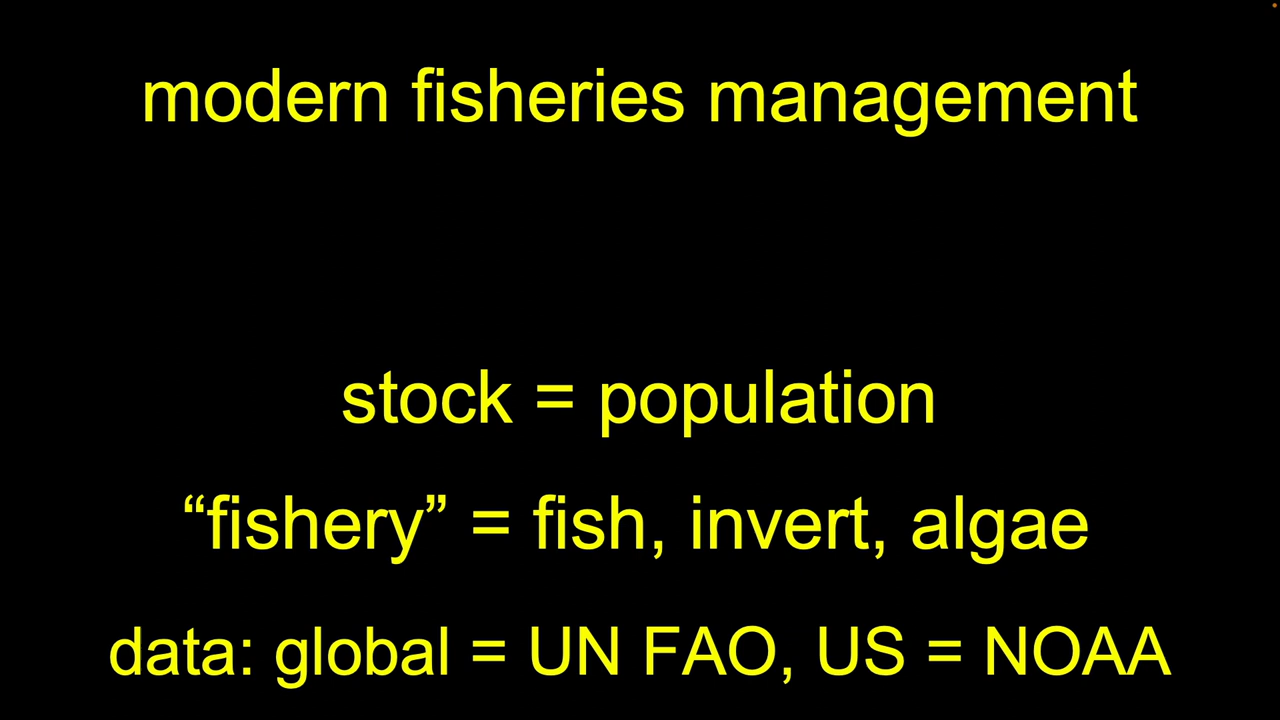 modern fisheries management
stock = population
“fishery” = fish, invert, algae
data: global = UN FAO, US = NOAA